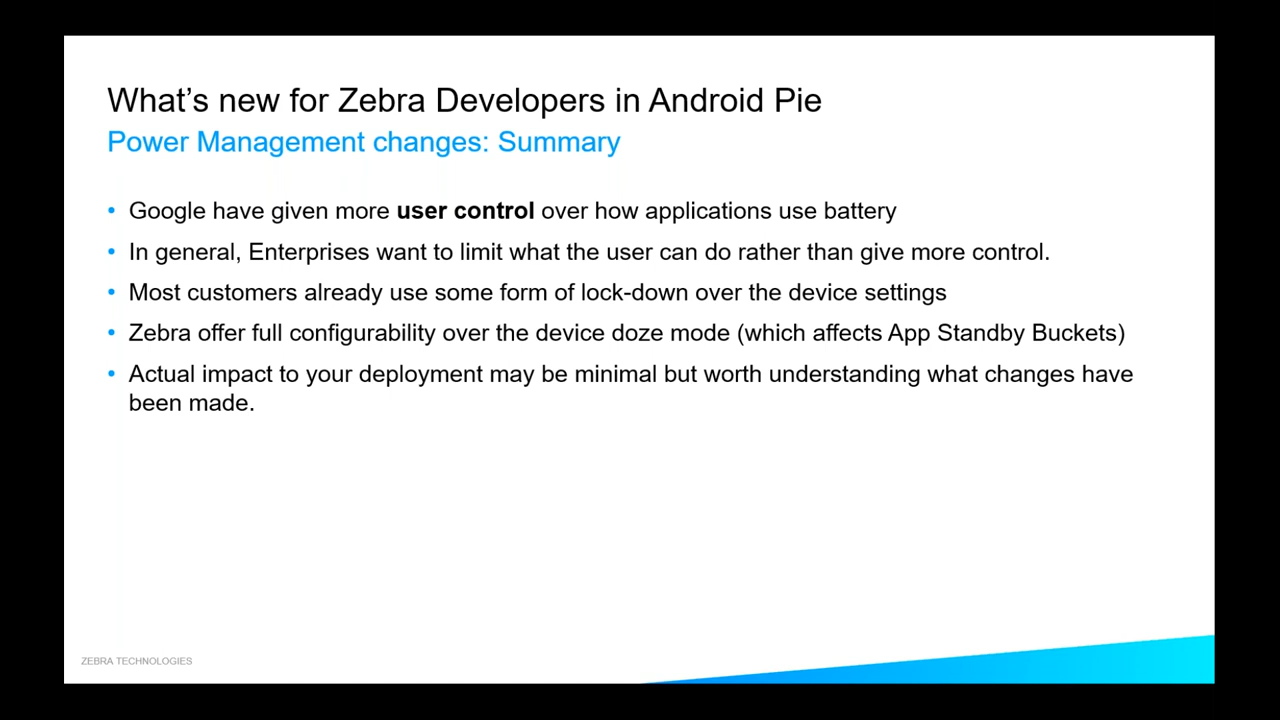 What’s new for Zebra Developers in Android Pie
Power Management changes: Summary
• Google have given more user control over how applications use battery
• In general, Enterprises want to limit what the user can do rather than give more control.
• Most customers already use some form of lock-down over the device settings
• Zebra offer full configurability over the device doze mode (which affects App Standby Buckets)
• Actual impact to your deployment may be minimal but worth understanding what changes have
been made.
ZEBRA TECHNOLOGIES